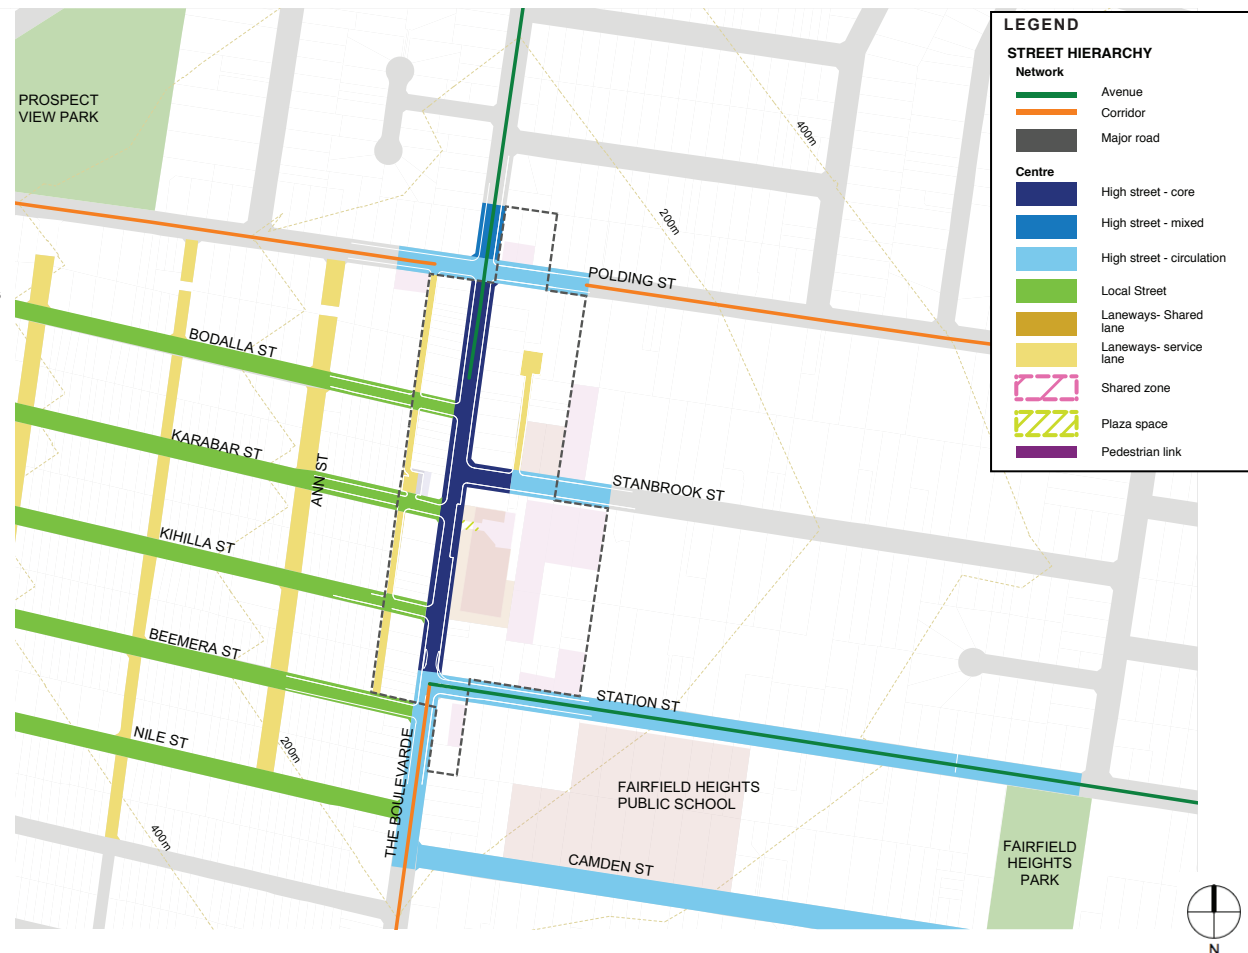 LEGEND
STREET HIERARCHY
Network
Avenue
Corridor
Major road
Centre
High street - core
High street - mixed
High street - circulation
Local Street
Laneways- Shared
lane
Laneways- service
lane
Shared zone
Plaza space
Pedestrian link
PROSPECT
VIEW PARK
400m
200m
POLDING ST
BODALLA ST
KARABAR ST
ANN ST
STANBROOK ST
KIHILLA ST
BEEMERA ST
STATION ST
NILE ST
200m
THE BOULEVARDE
FAIRFIELD HEIGHTS
PUBLIC SCHOOL
400m
CAMDEN ST
FAIRFIELD
HEIGHTS
PARK
N